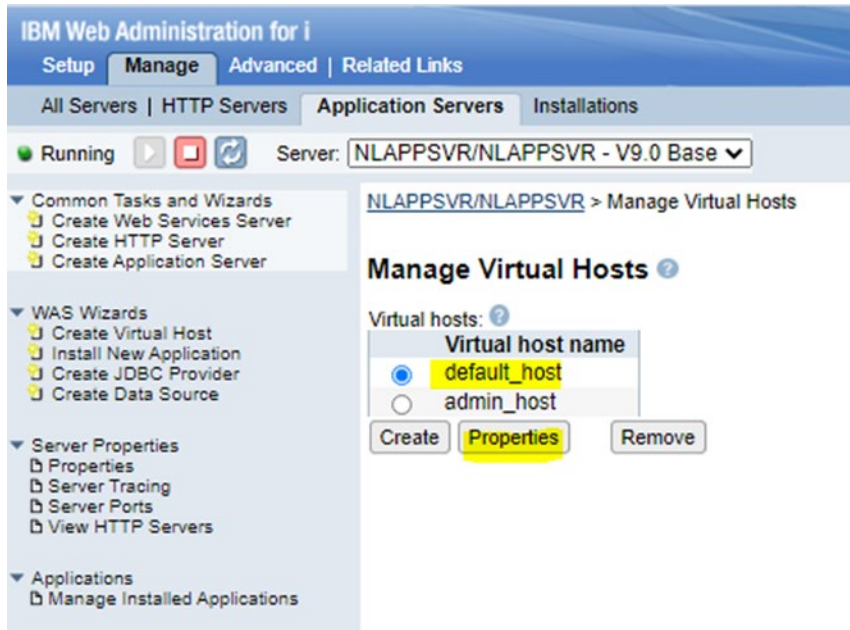 IBM Web Administration for i
Setup Manage Advanced | Related Links
All Servers | HTTP Servers Application Servers Installations
Running Server: NLAPPSVR/NLAPPSVR - V9.0 Base
Common Tasks and Wizards
Create Web Services Server
Create HTTP Server
Create Application Server
WAS Wizards
Create Virtual Host
Install New Application
Create JDBC Provider
Create Data Source
Server Properties
Properties
Server Tracing
Server Ports
View HTTP Servers
Applications
Manage Installed Applications
NLAPPSVR/NLAPPSVR > Manage Virtual Hosts
Manage Virtual Hosts ?
Virtual hosts: ?
Virtual host name
default_host
admin_host
Create Properties Remove